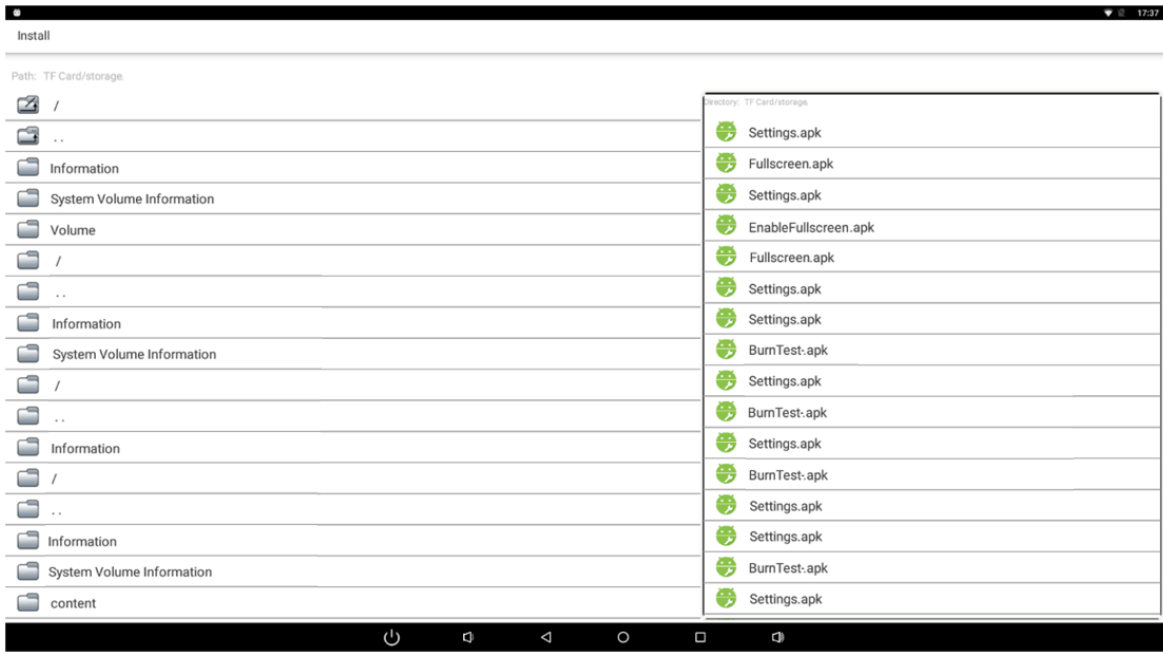 17:37
Install
Path: TF Card/storage
/
..
Information
System Volume Information
Volume
/
..
Information
System Volume Information
/
..
Information
/
..
Information
System Volume Information
content
Directory: TF Card/storage
Settings.apk
Fullscreen.apk
Settings.apk
EnableFullscreen.apk
Fullscreen.apk
Settings.apk
Settings.apk
BurnTest-.apk
Settings.apk
BurnTest-.apk
Settings.apk
BurnTest-.apk
Settings.apk
Settings.apk
BurnTest-.apk
Settings.apk